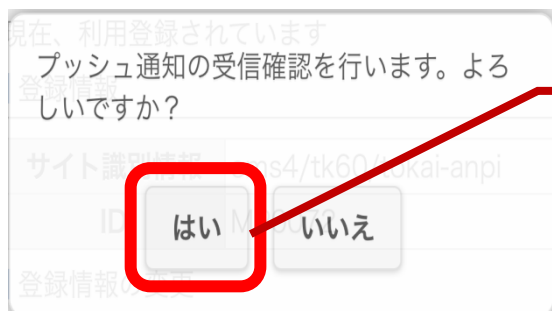 現在、利用登録されています
プッシュ通知の受信確認を行います。よろ
登録情報
しいですか？
サイト識別情報
/tk60/tokai-anpi
ID
はい
いいえ
登録情報の変更